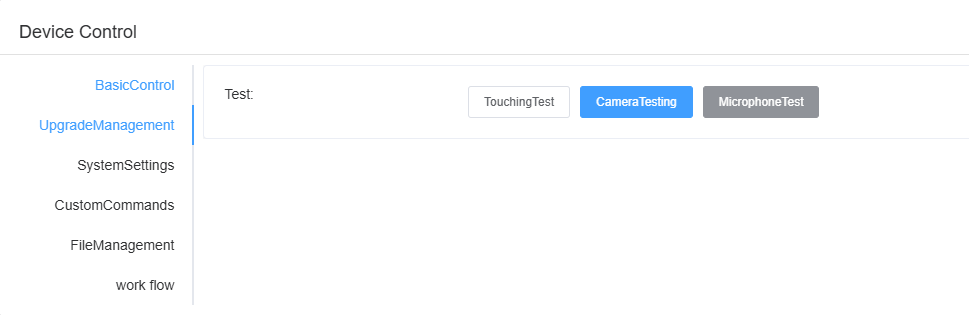 Device Control
BasicControl
UpgradeManagement
SystemSettings
CustomCommands
FileManagement
work flow
Test:
TouchingTest
CameraTesting
MicrophoneTest